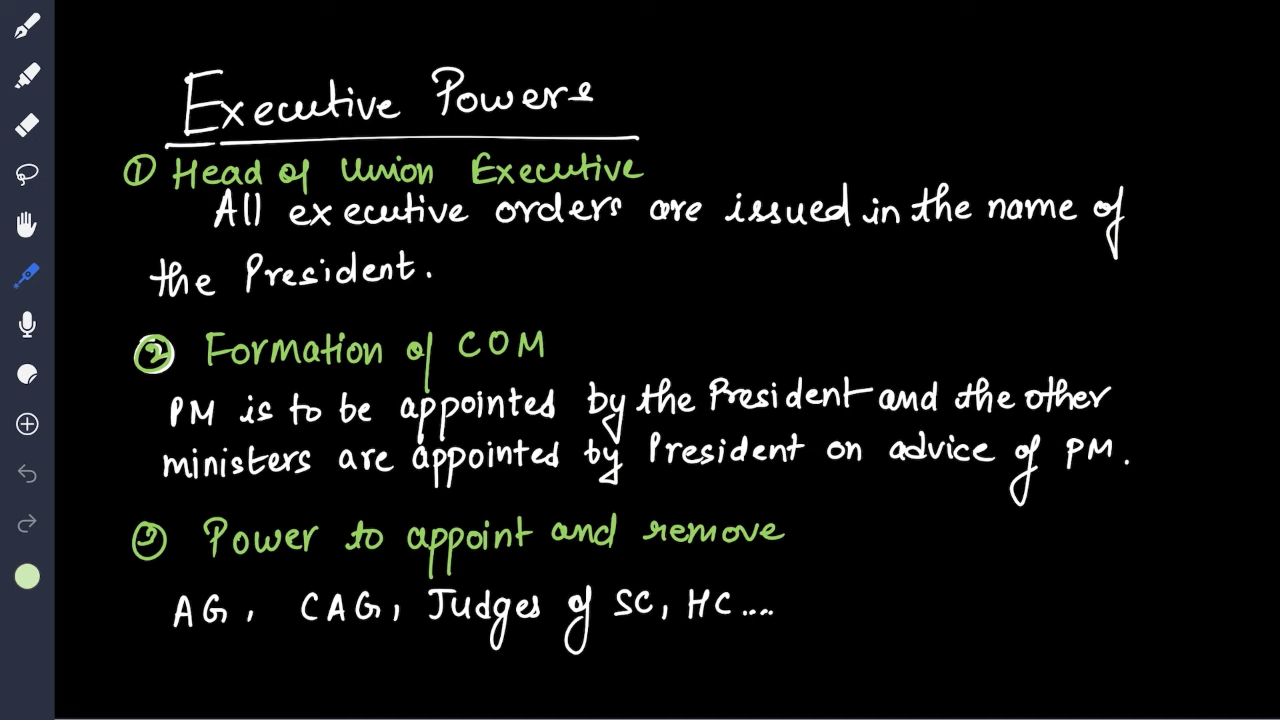 Executive Powers
① Head of Union Executive
All executive orders are issued in the name of
the President.
② Formation of COM
PM is to be appointed by the President and the other
ministers are appointed by President on advice of PM.
③ Power to appoint and remove
AG, CAG, Judges of SC, HC....